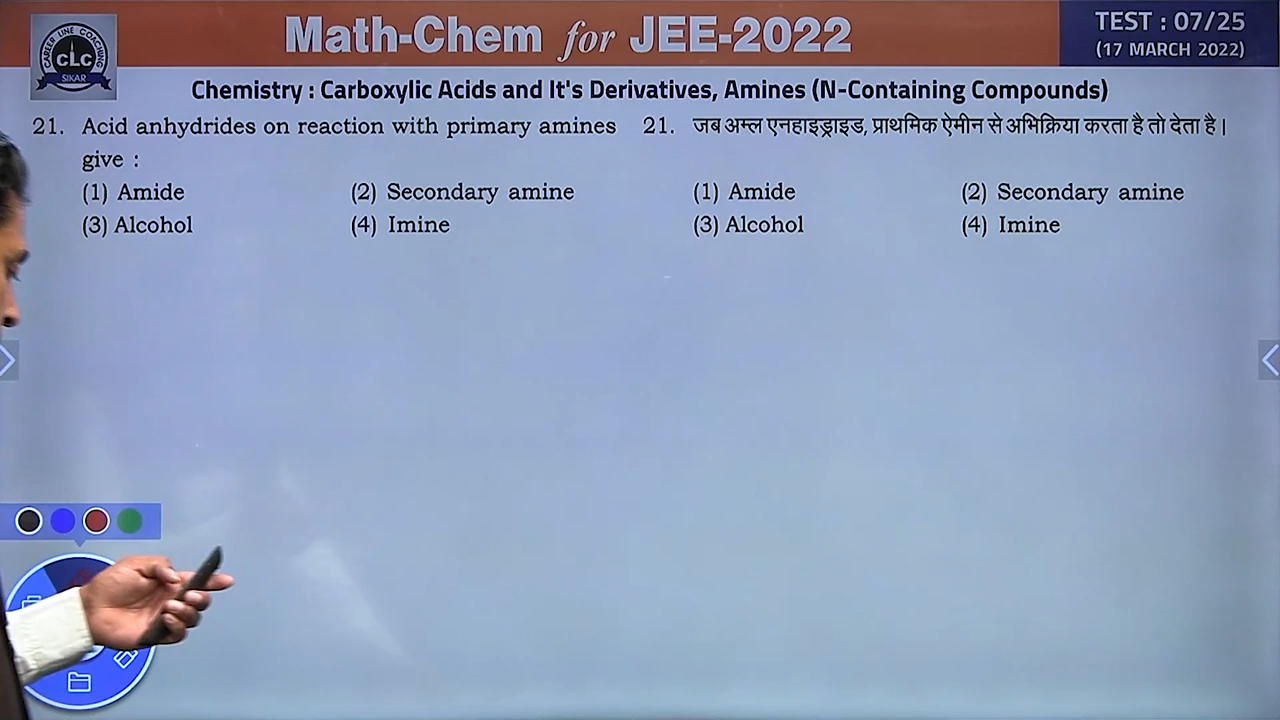 Math-Chem for JEE-2022
TEST : 07/25
(17 MARCH 2022)
CAREER LINE COACHING
CLC
SIKAR
Chemistry : Carboxylic Acids and It's Derivatives, Amines (N-Containing Compounds)
21. Acid anhydrides on reaction with primary amines
give :
(1) Amide (2) Secondary amine
(3) Alcohol (4) Imine
21. जब अम्ल एनहाइड्राइड, प्राथमिक ऐमीन से अभिक्रिया करता है तो देता है।
(1) Amide (2) Secondary amine
(3) Alcohol (4) Imine